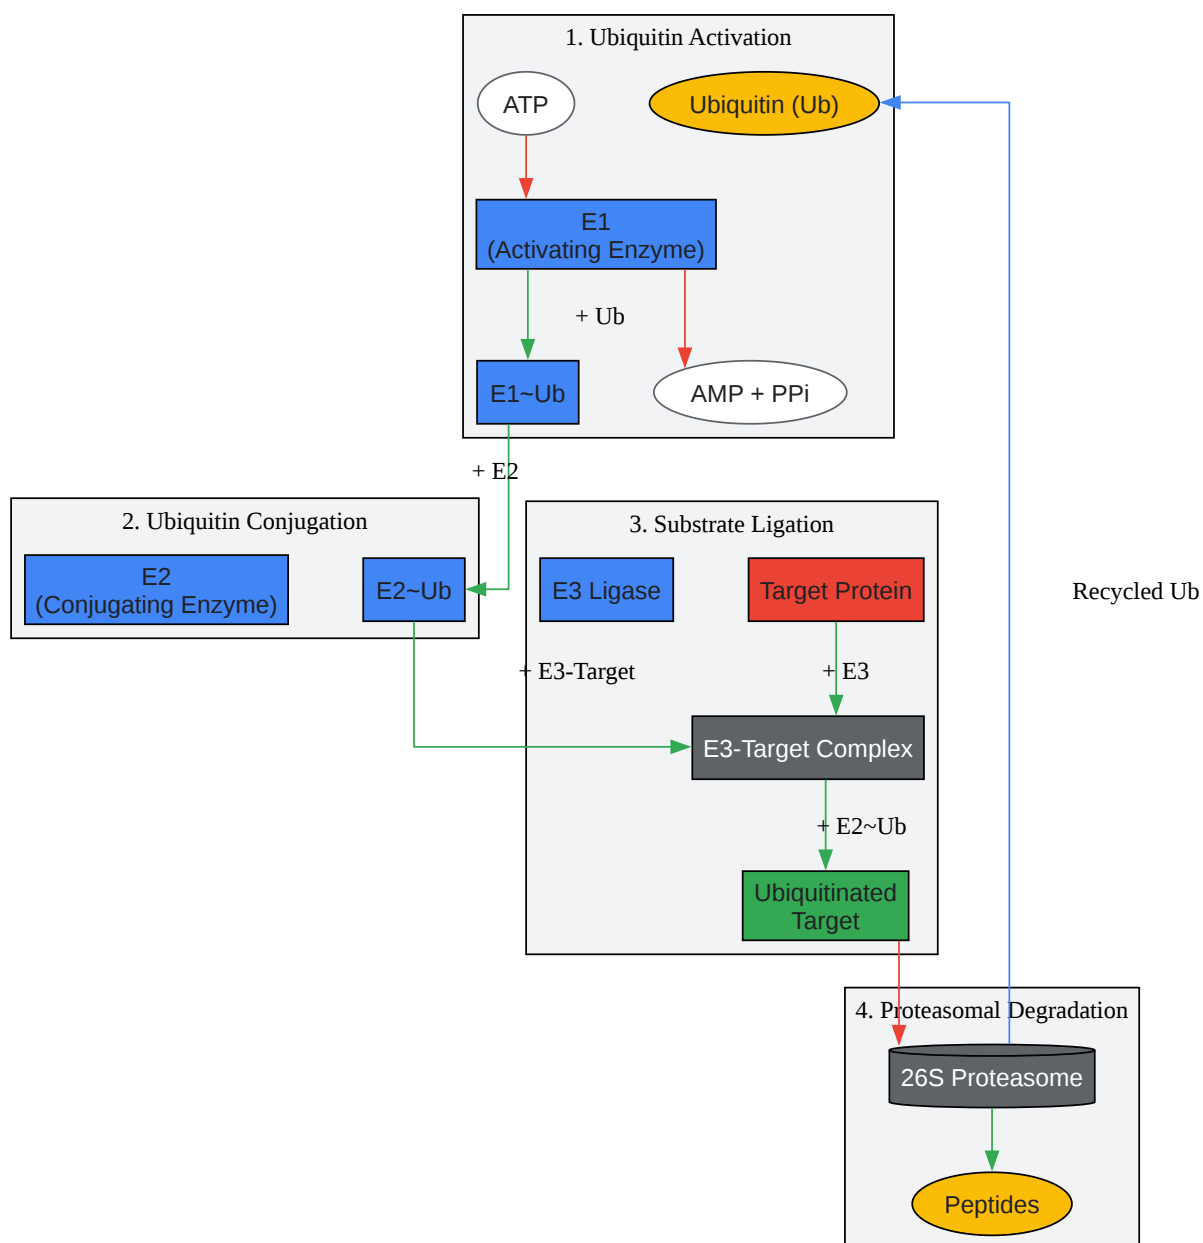 1. Ubiquitin Activation
ATP
Ubiquitin (Ub)
E1
(Activating Enzyme)
+ Ub
E1~Ub
AMP + PPi
+ E2
2. Ubiquitin Conjugation
E2
(Conjugating Enzyme)
E2~Ub
3. Substrate Ligation
E3 Ligase
Target Protein
Recycled Ub
+ E3-Target
+ E3
E3-Target Complex
+ E2~Ub
Ubiquitinated
Target
4. Proteasomal Degradation
26S Proteasome
Peptides